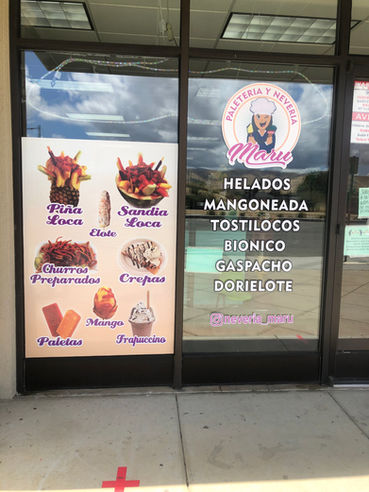 Piña
Loca
Elote
Sandia
Loca
Churros
Preparados
Crepas
Mango
Paletas
Frapuccino
PALETERIA Y NEVERIA
Maru
HELADOS
MANGONEADA
TOSTILOCOS
BIONICO
GASPACHO
DORIELOTE
@neveria_maru